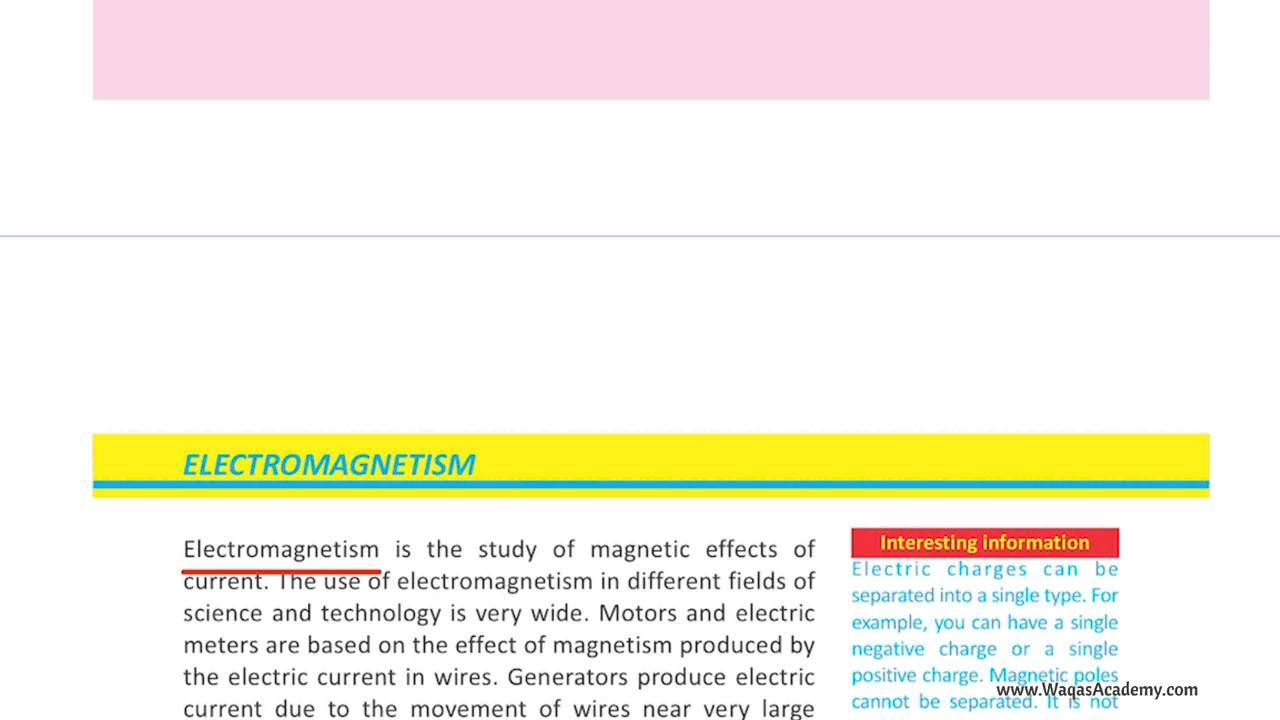 ELECTROMAGNETISM
Electromagnetism is the study of magnetic effects of
current. The use of electromagnetism in different fields of
science and technology is very wide. Motors and electric
meters are based on the effect of magnetism produced by
the electric current in wires. Generators produce electric
current due to the movement of wires near very large
Interesting information
Electric charges can be
separated into a single type. For
example, you can have a single
negative charge or a single
positive charge. Magnetic poles
cannot be separated. It is not
www.WaqasAcademy.com